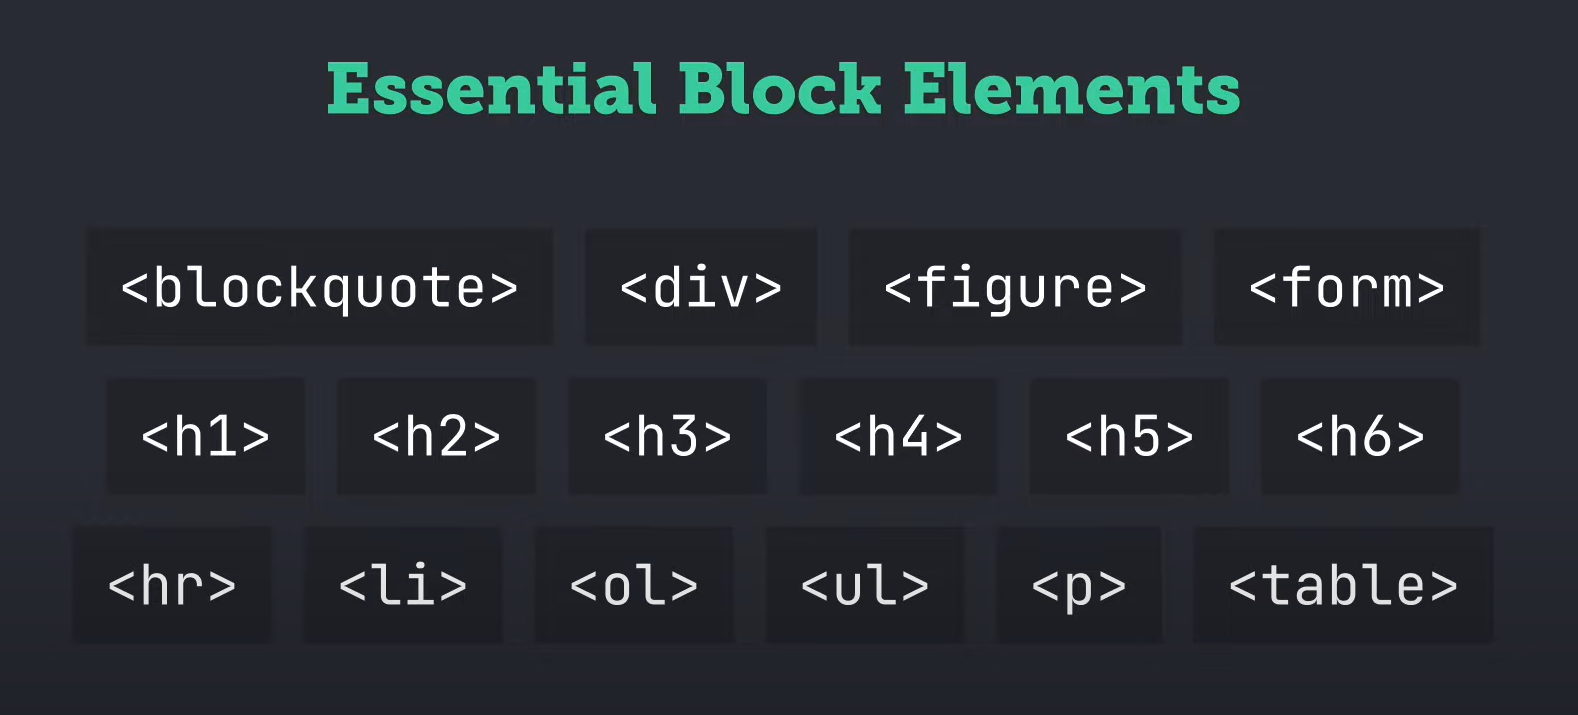 Essential Block Elements
<blockquote> <div> <figure> <form>
<h1> <h2> <h3> <h4> <h5> <h6>
<hr> <li> <ol> <ul> <p> <table>